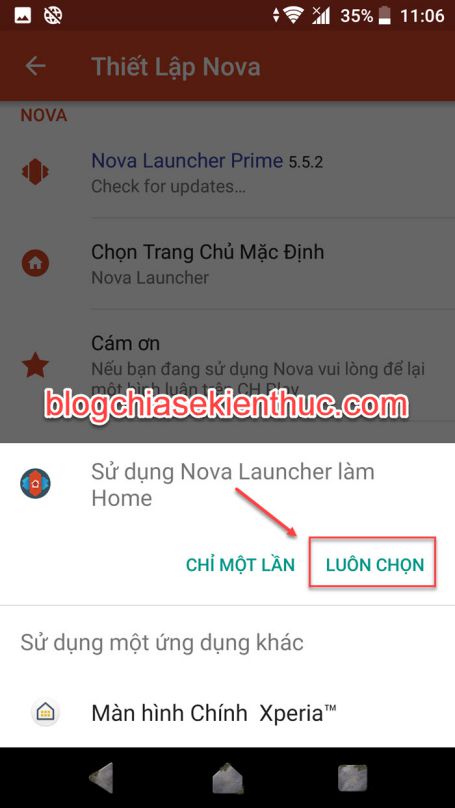 35% 11:06
Thiết Lập Nova
NOVA
Nova Launcher Prime 5.5.2
Check for updates...
Chọn Trang Chủ Mặc Định
Nova Launcher
Cám ơn
Nếu bạn đang sử dụng Nova vui lòng để lại
một bình luận trên CH Play
blogchiasekienthuc.com
Sử dụng Nova Launcher làm
Home
CHỈ MỘT LẦN LUÔN CHỌN
Sử dụng một ứng dụng khác
Màn hình Chính Xperia™